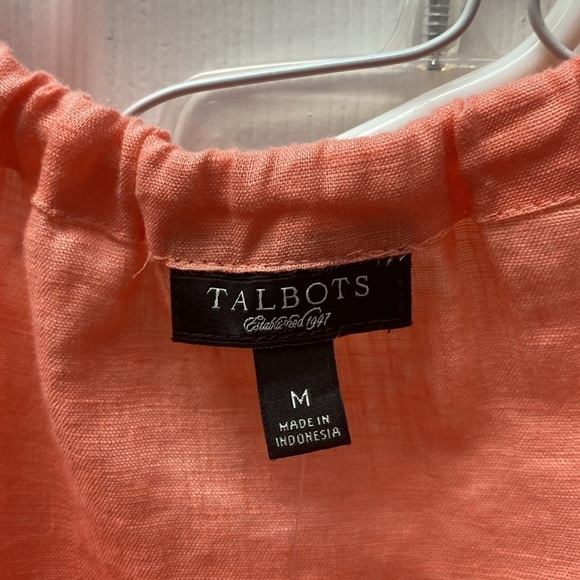 TALBOTS
Established 1947
M
MADE IN
INDONESIA